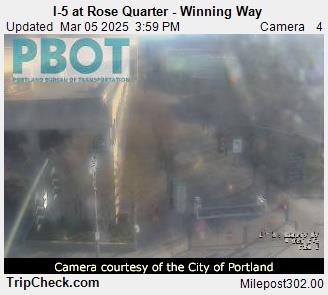 I-5 at Rose Quarter - Winning Way
Updated Mar 05 2025 3:59 PM Camera 4
PBOT
PORTLAND BUREAU OF TRANSPORTATION
Camera courtesy of the City of Portland
TripCheck.com Milepost302.00